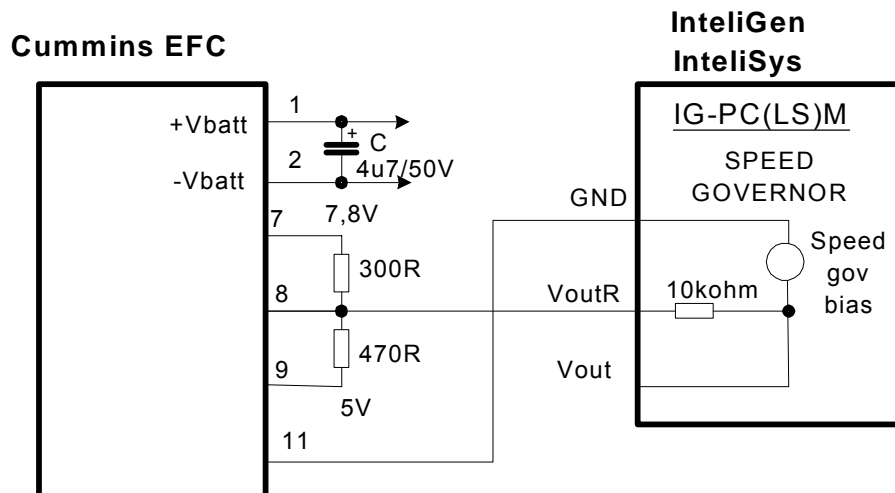 Cummins EFC
InteliGen
InteliSys
+Vbatt
1
+
C
4u7/50V
-Vbatt
2
7,8V
7
300R
8
470R
9
5V
11
IG-PC(LS)M
SPEED
GOVERNOR
GND
Speed
gov
bias
VoutR
10kohm
Vout